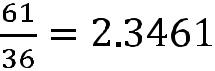 61/36 = 2.3461